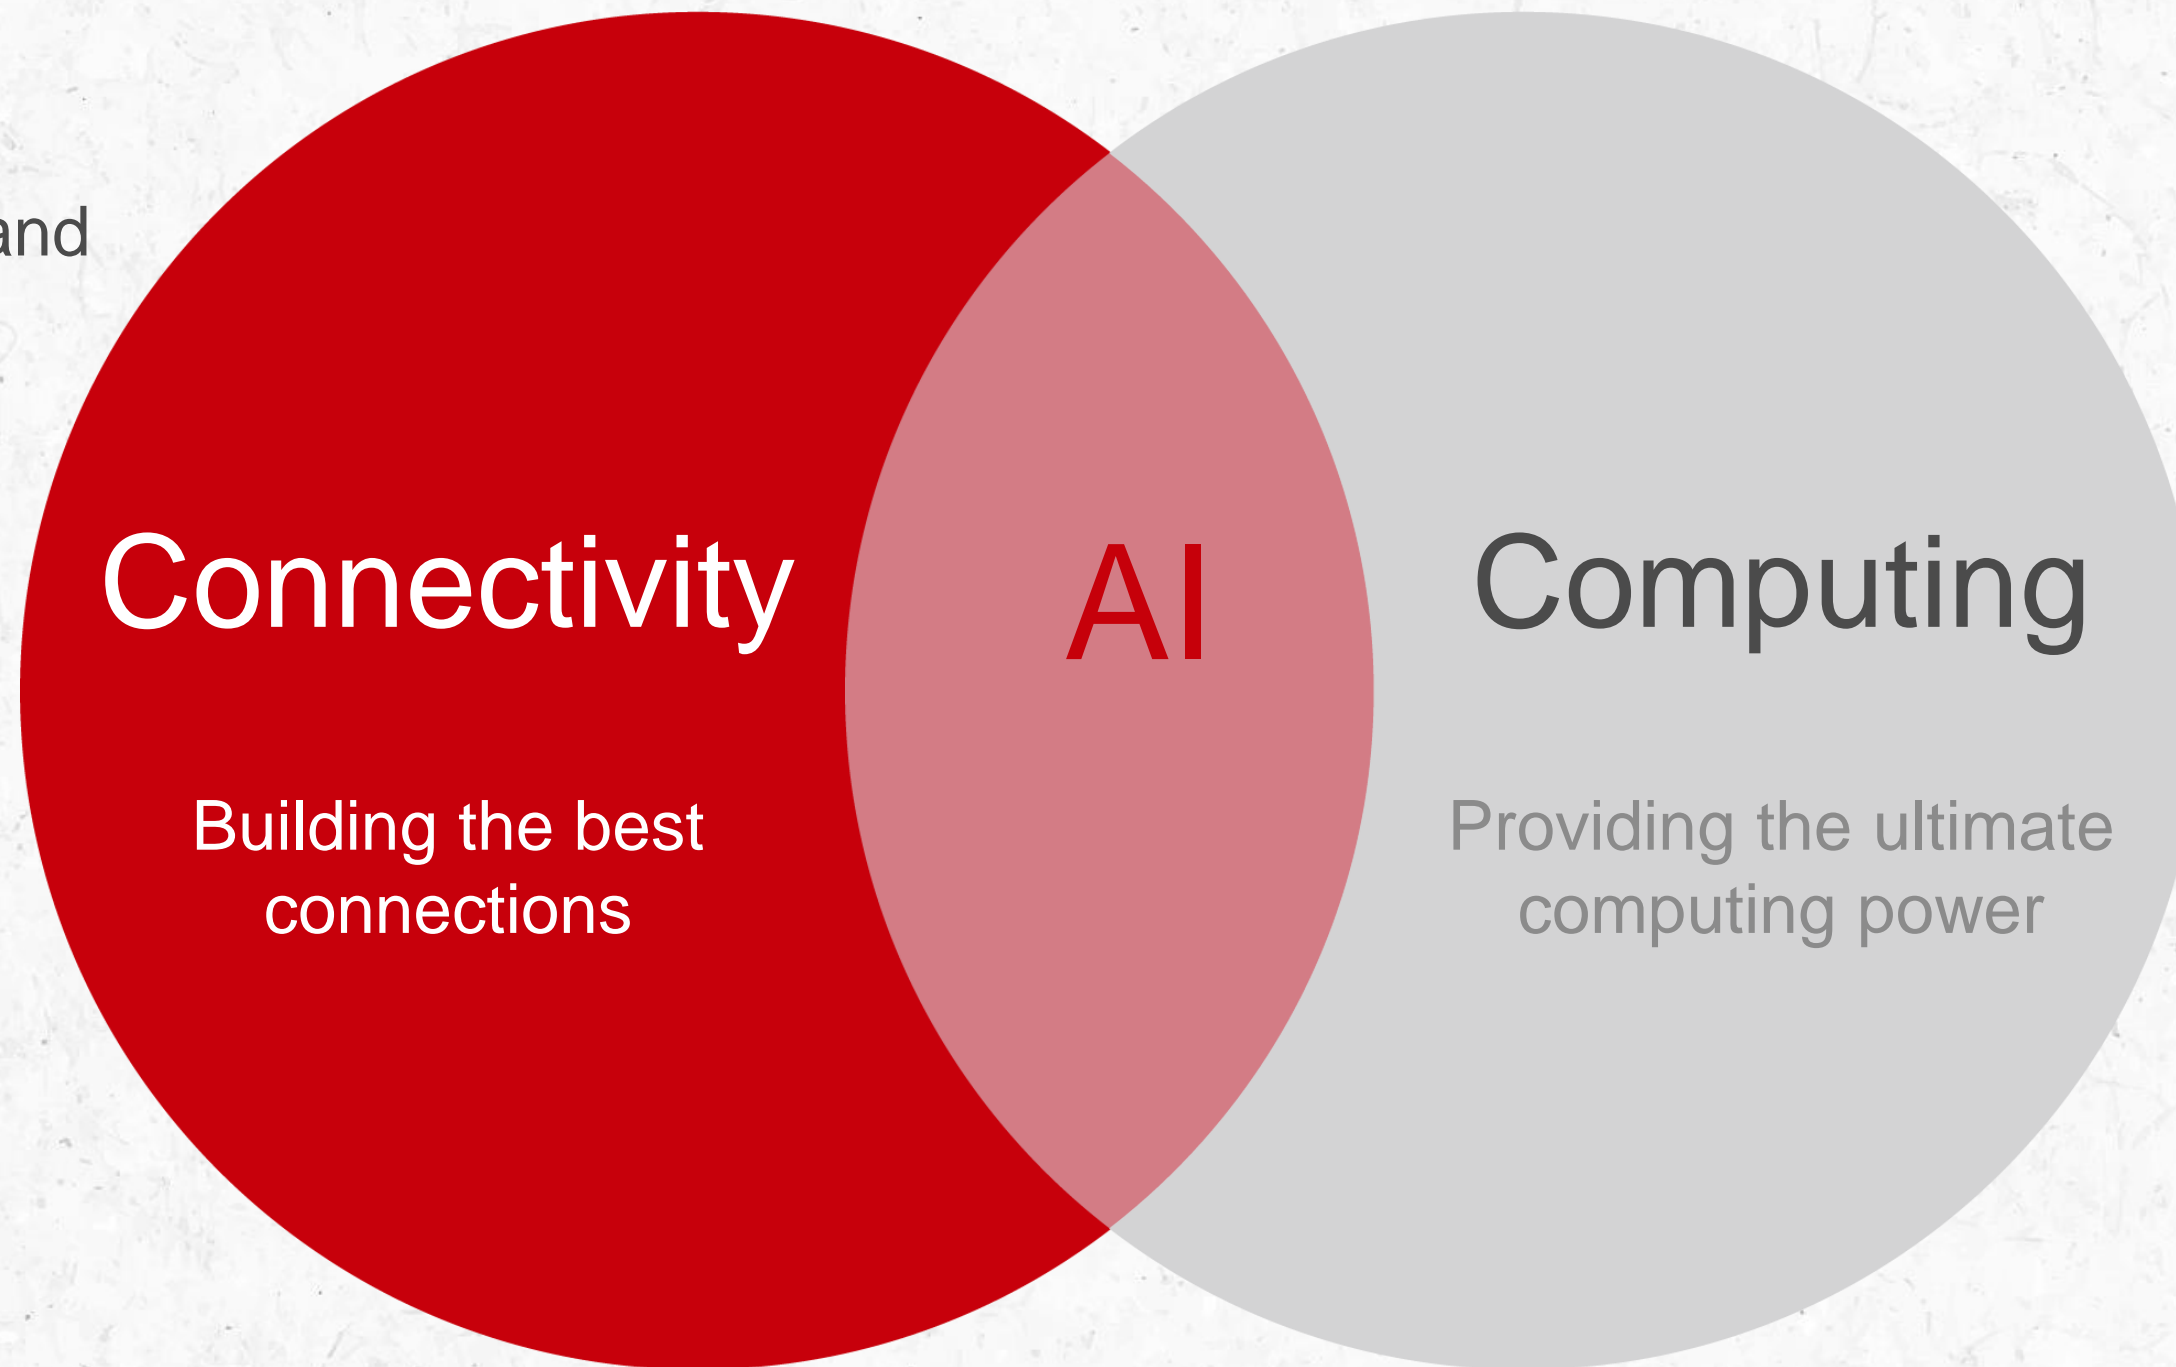 and
Connectivity
AI
Computing
Building the best
connections
Providing the ultimate
computing power